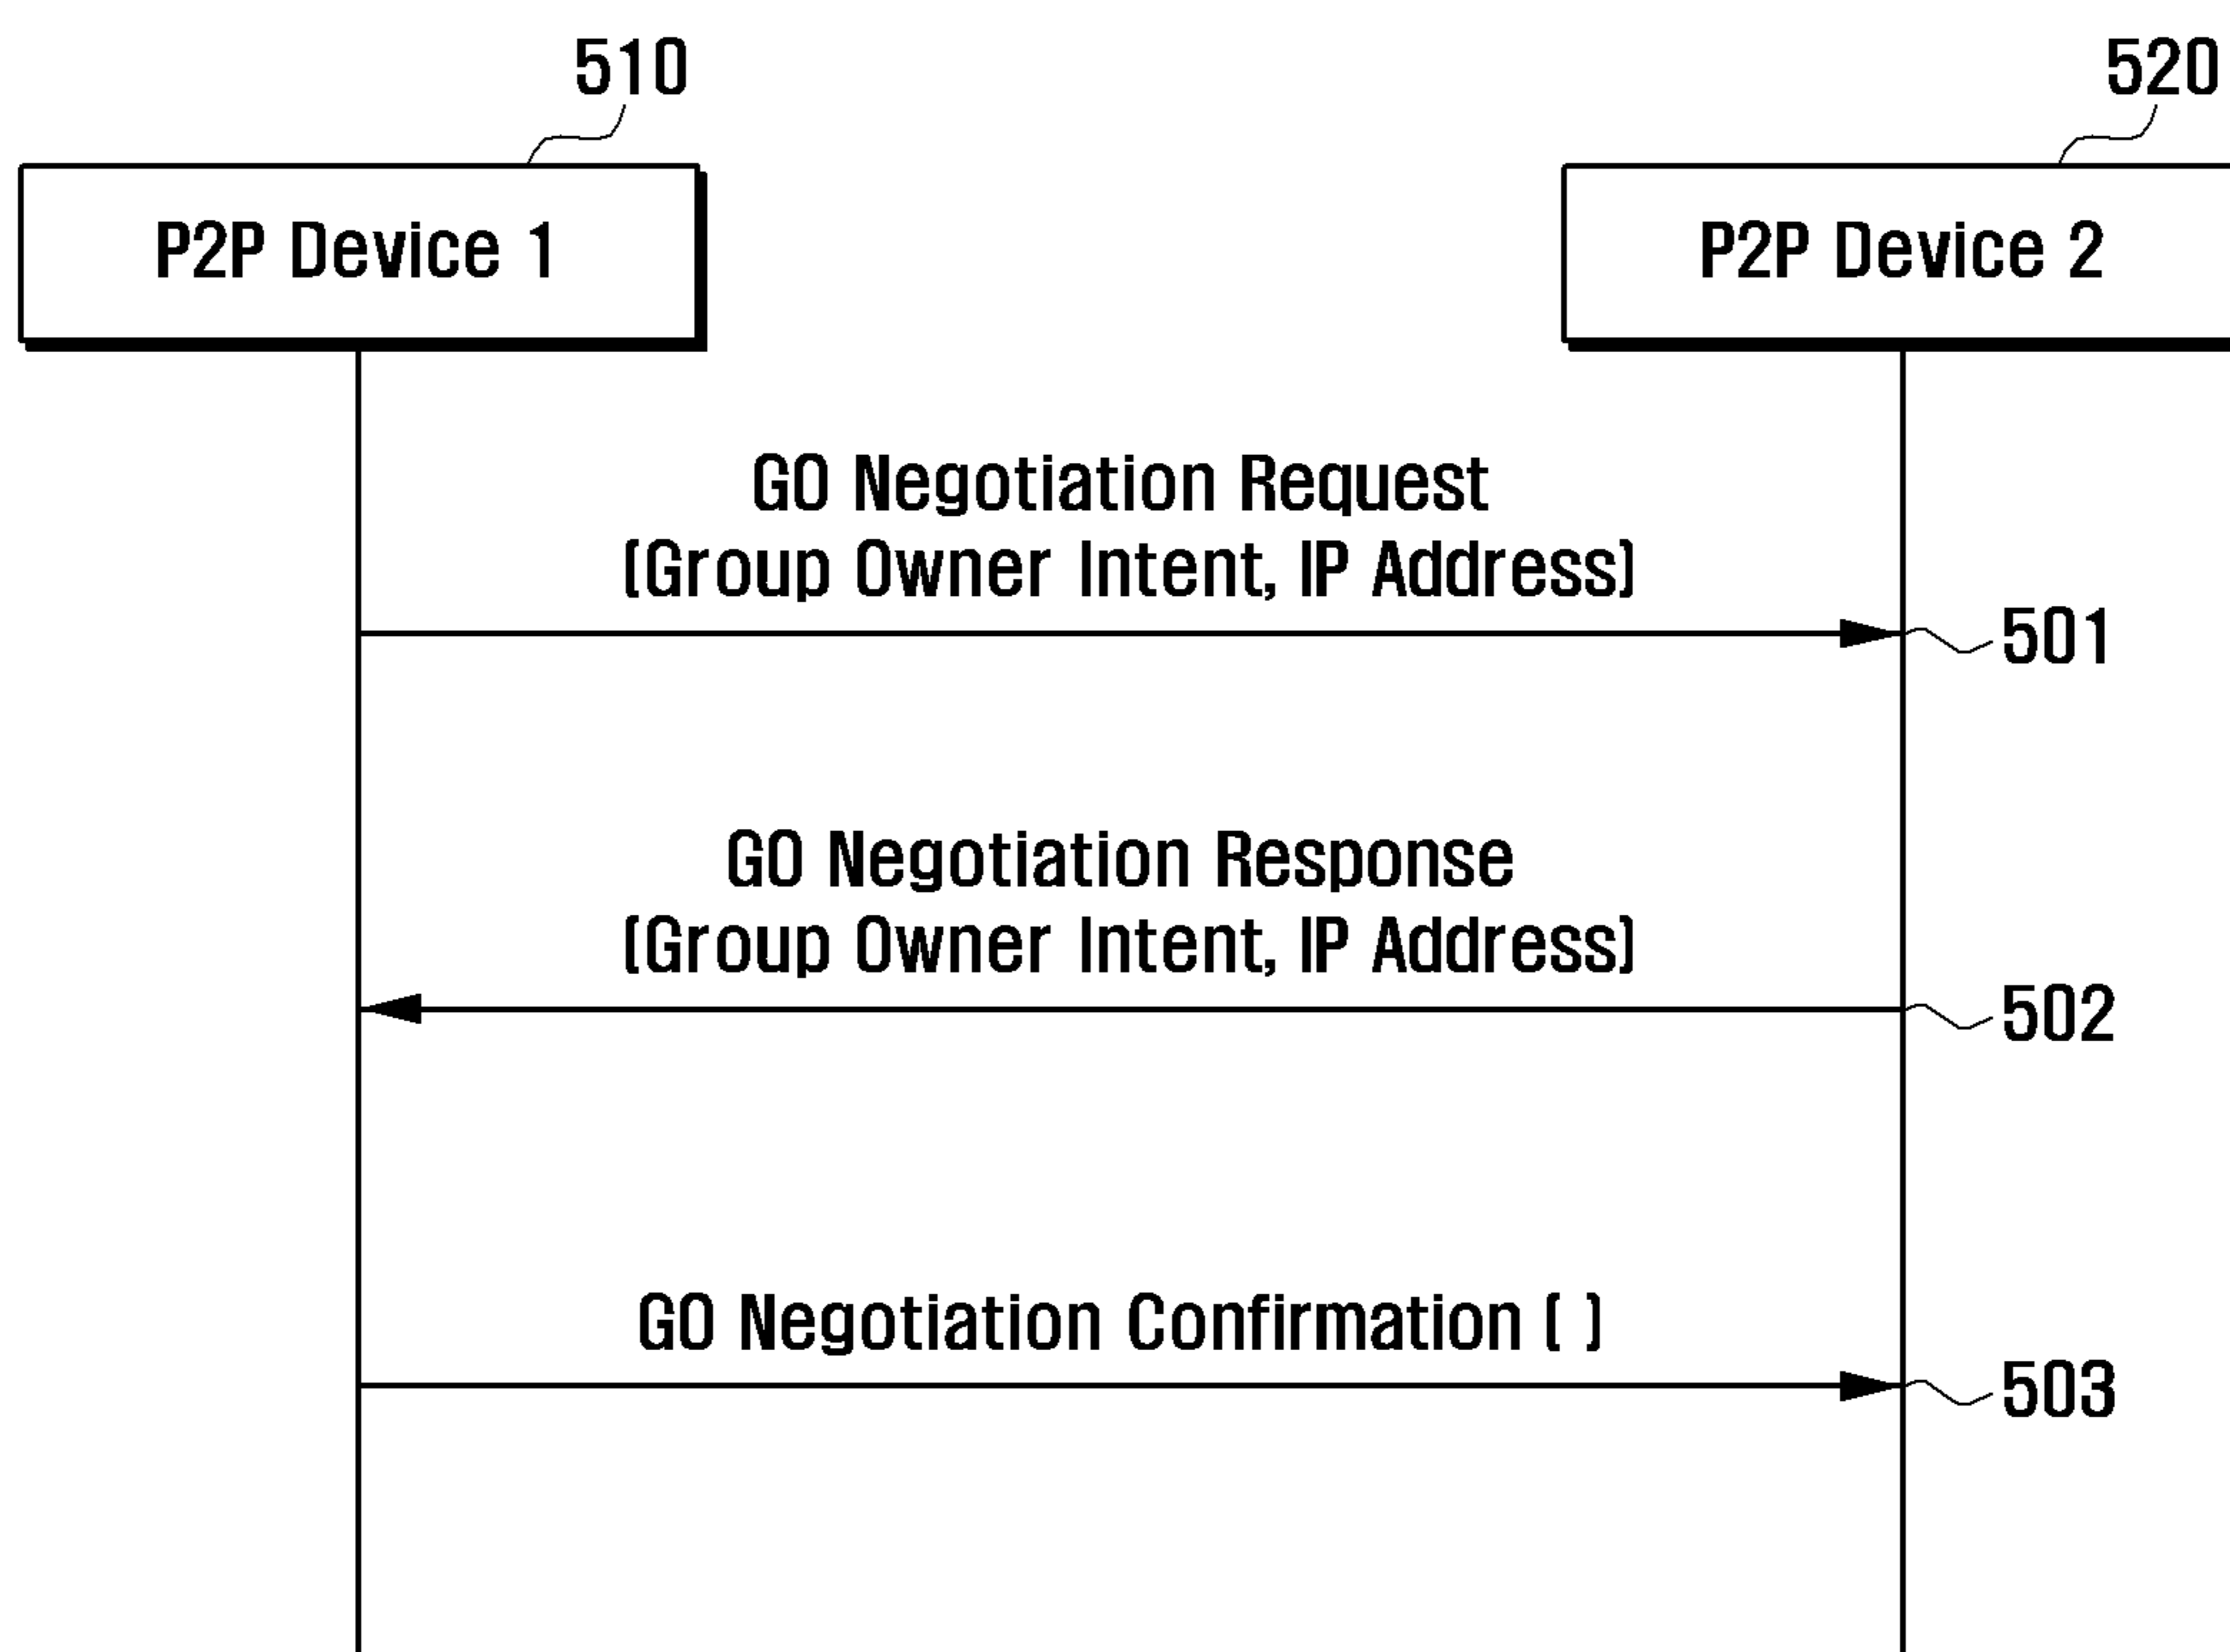 510
520
P2P Device 1
P2P Device 2
GO Negotiation Request
(Group Owner Intent, IP Address)
501
GO Negotiation Response
(Group Owner Intent, IP Address)
502
GO Negotiation Confirmation ( )
503